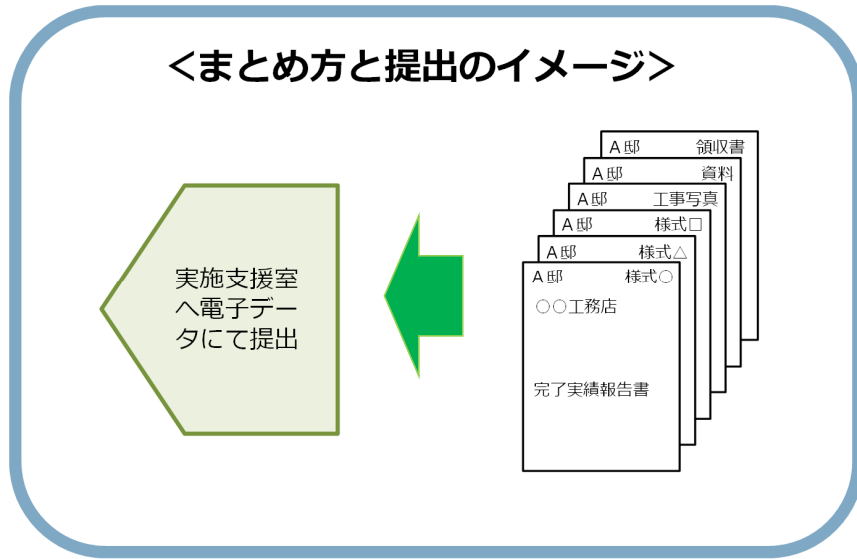 <まとめ方と提出のイメージ>
A邸 領収書
A邸 資料
A邸 工事写真
A邸 様式□
A邸 様式△
A邸 様式○
○○工務店
完了実績報告書
実施支援室
へ電子デー
タにて提出